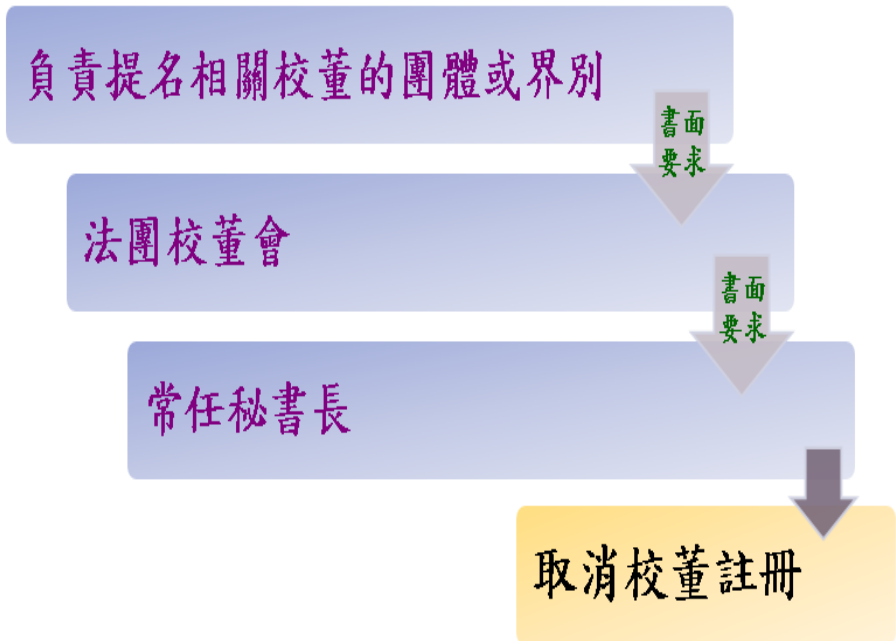 負責提名相關校董的團體或界別
書面
要求
法團校董會
書面
要求
常任秘書長
取消校董註冊